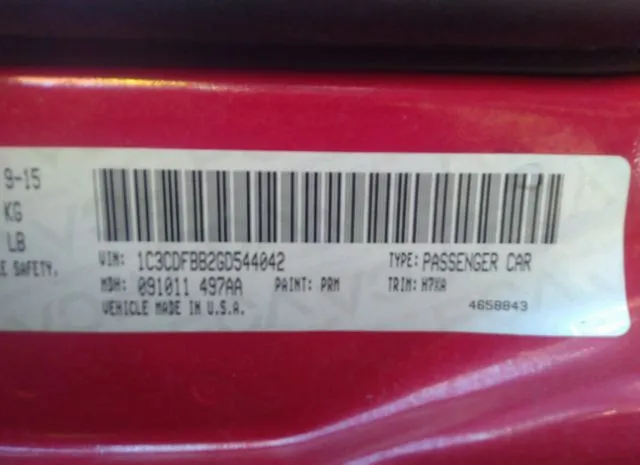 9-15
KG
LB
E SAFETY.
VIN: 1C3CDFBB2GD544042 TYPE: PASSENGER CAR
MDH: 091011 497AA PAINT: PRM TRIM: H7XA
VEHICLE MADE IN U.S.A. 4658843